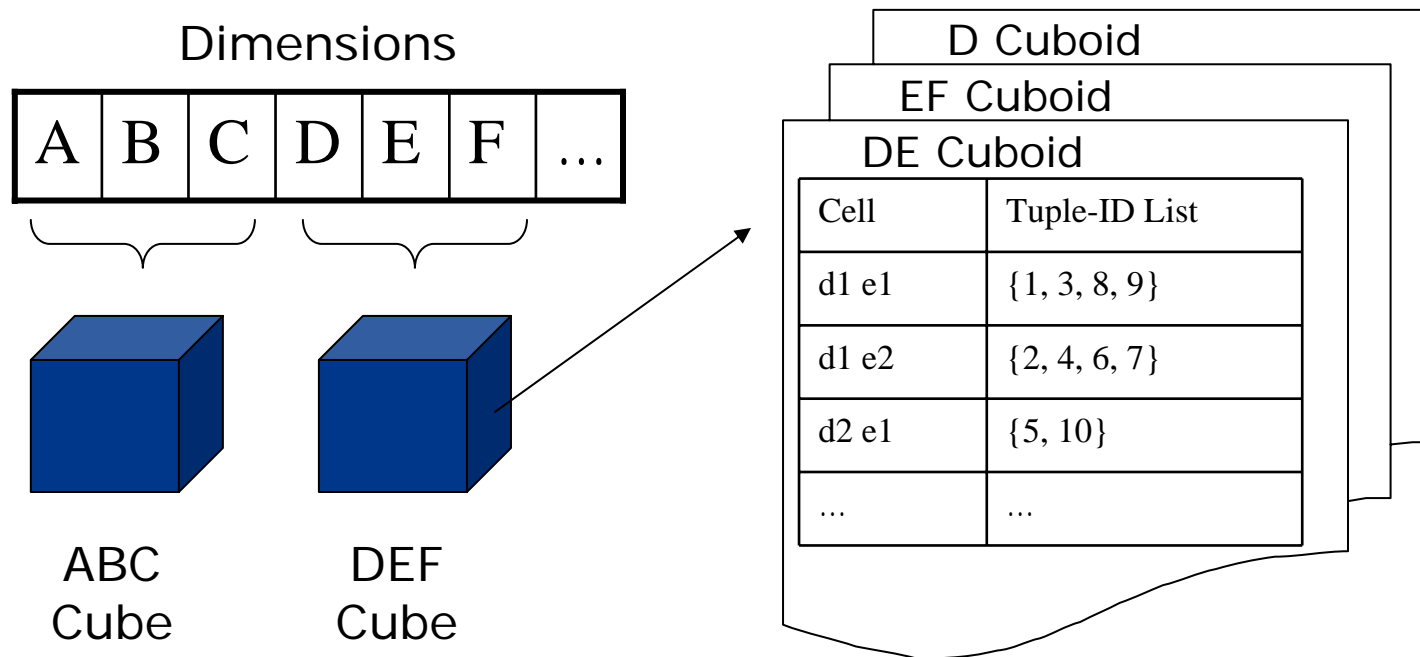 Dimensions
A B C D E F ...
ABC
Cube
DEF
Cube
D Cuboid
EF Cuboid
DE Cuboid
Cell Tuple-ID List
d1 e1 {1, 3, 8, 9}
d1 e2 {2, 4, 6, 7}
d2 e1 {5, 10}
... ...